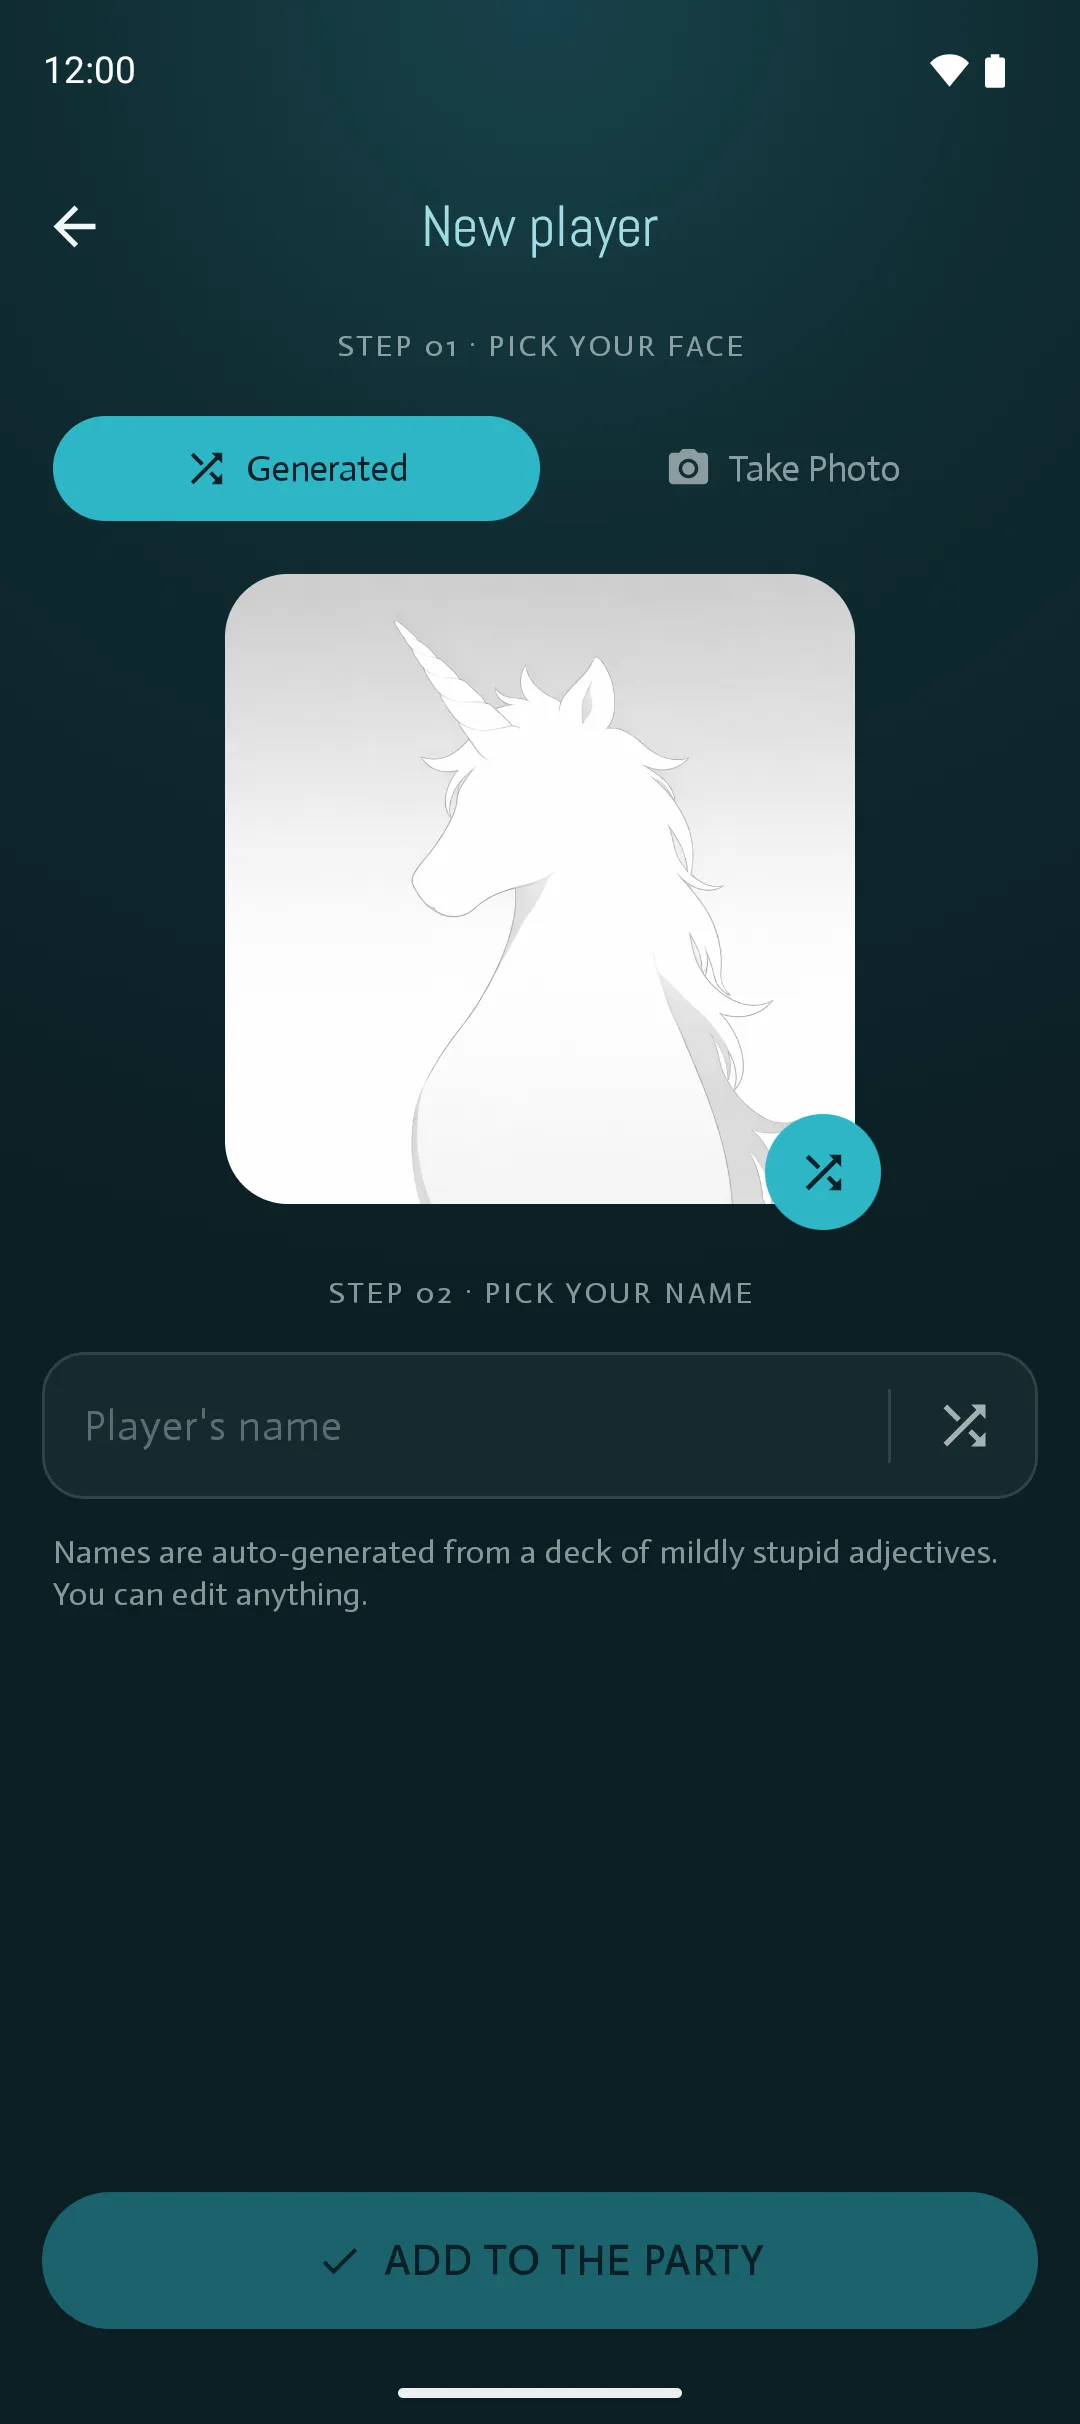 12:00
New player
STEP 01 · PICK YOUR FACE
Generated
Take Photo
STEP 02 · PICK YOUR NAME
Player's name
Names are auto-generated from a deck of mildly stupid adjectives.
You can edit anything.
ADD TO THE PARTY